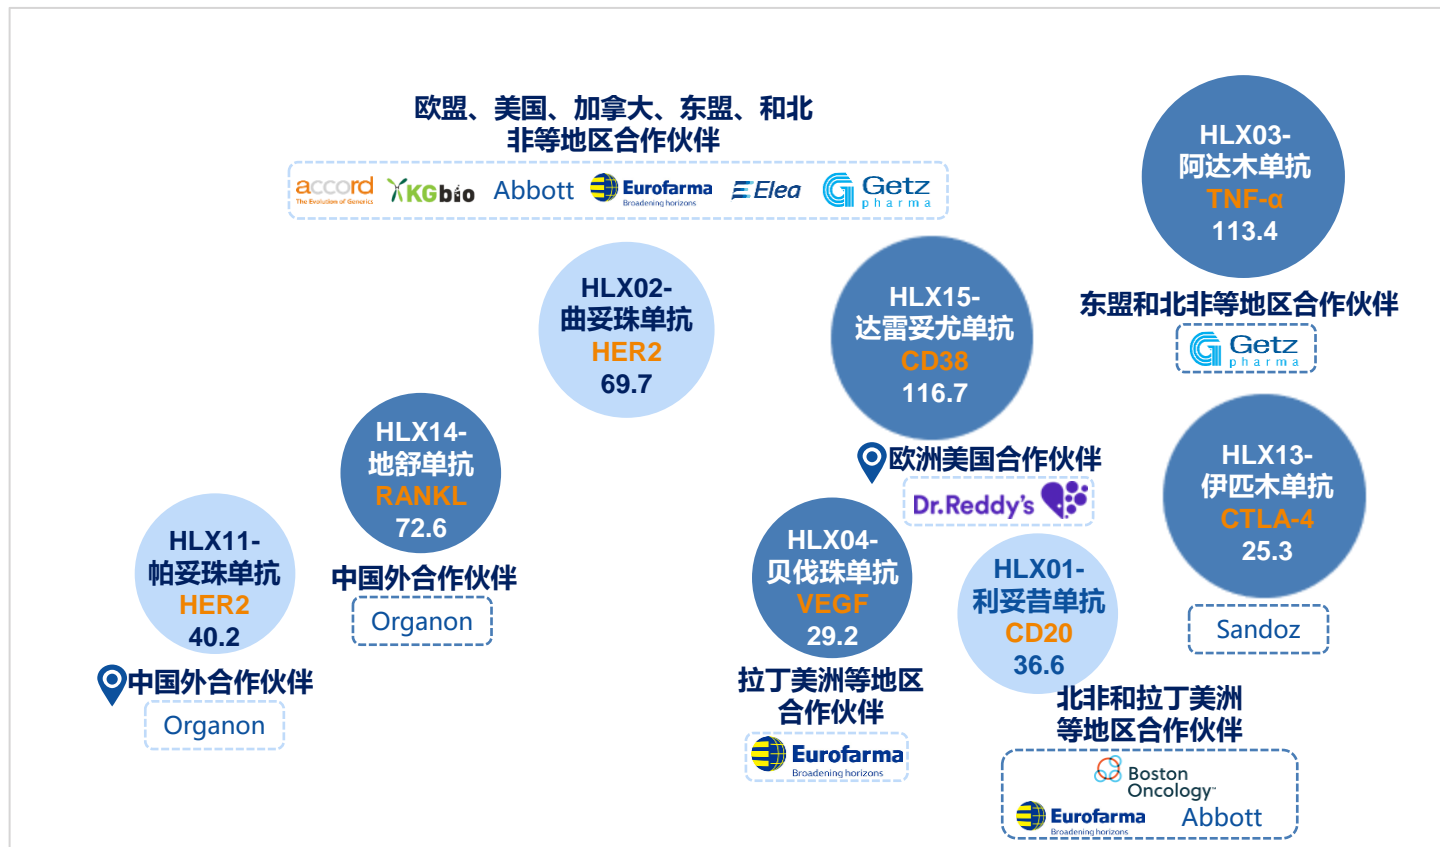 欧盟、美国、加拿大、东盟、和北
非等地区合作伙伴
accord
The Evolution of Generics
KGbio
Abbott
Eurofarma
Broadening horizons
Elea
Getz
pharma
HLX03-
阿达木单抗
TNF-α
113.4
东盟和北非等地区合作伙伴
Getz
pharma
HLX02-
曲妥珠单抗
HER2
69.7
HLX15-
达雷妥尤单抗
CD38
116.7
欧洲美国合作伙伴
Dr.Reddy's
HLX14-
地舒单抗
RANKL
72.6
中国外合作伙伴
Organon
HLX13-
伊匹木单抗
CTLA-4
25.3
Sandoz
HLX11-
帕妥珠单抗
HER2
40.2
中国外合作伙伴
Organon
HLX04-
贝伐珠单抗
VEGF
29.2
拉丁美洲等地区
合作伙伴
Eurofarma
Broadening horizons
HLX01-
利妥昔单抗
CD20
36.6
北非和拉丁美洲
等地区合作伙伴
Boston
Oncology™
Eurofarma
Broadening horizons
Abbott